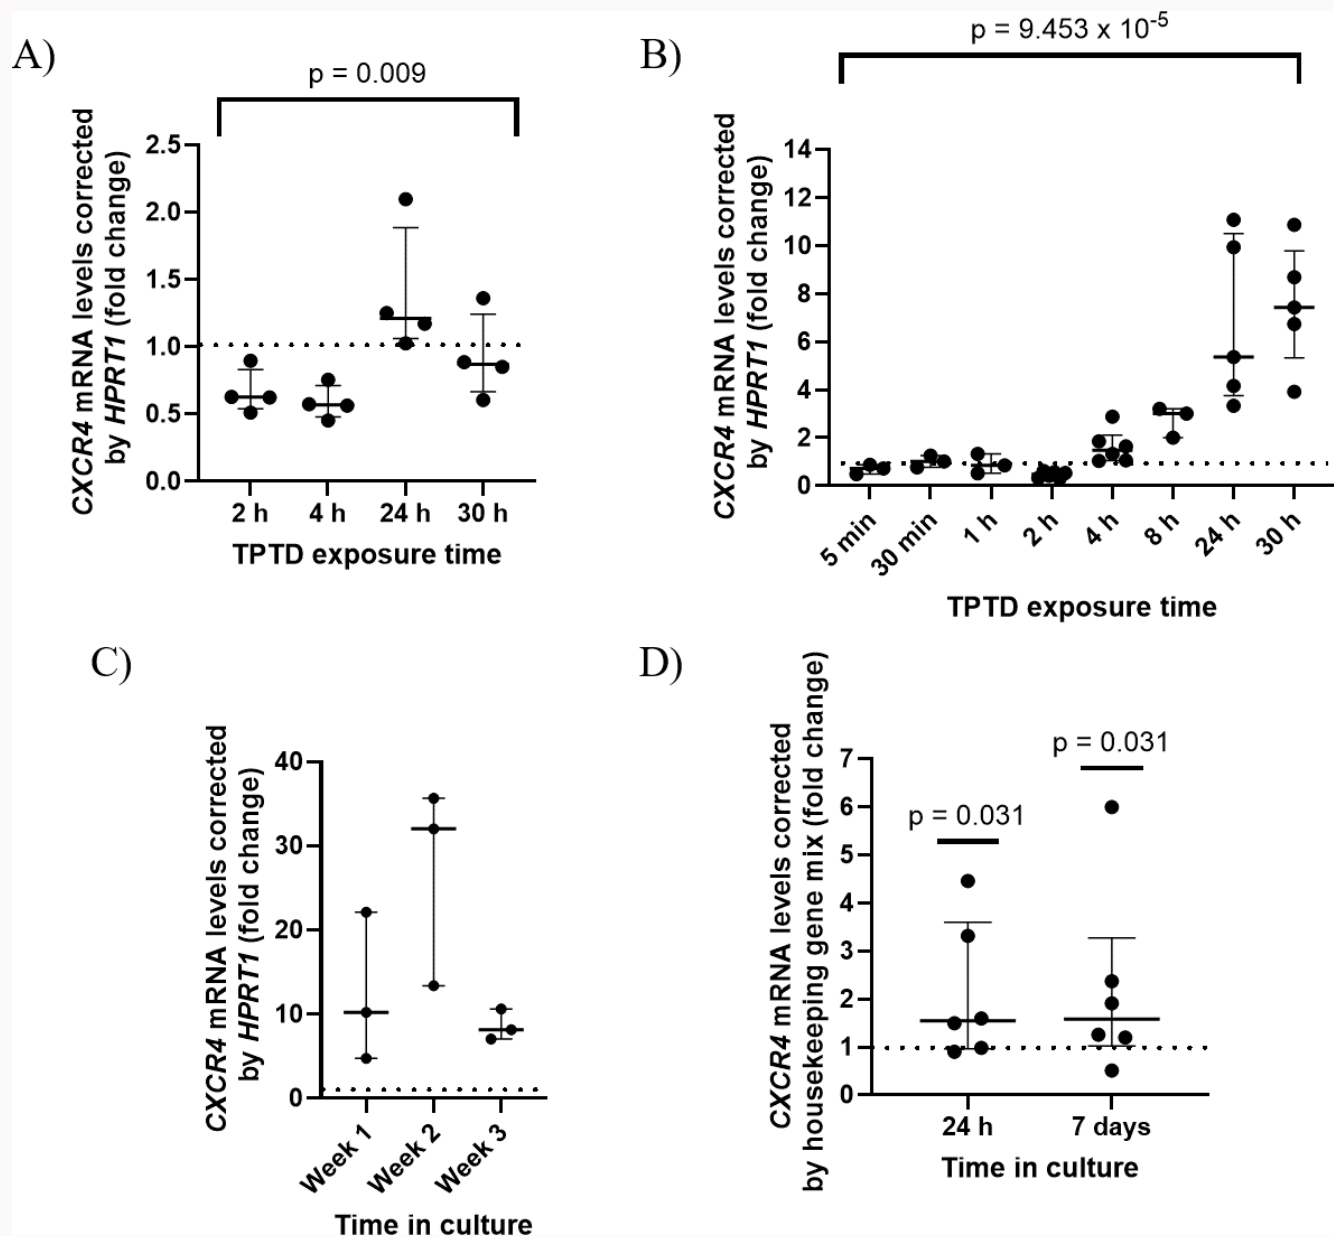 A)
p = 0.009
CXCR4 mRNA levels corrected
by HPRT1 (fold change)
2.5
2.0
1.5
1.0
0.5
0.0
2 h
4 h
24 h
30 h
TPTD exposure time
B)
p = 9.453 x 10-5
CXCR4 mRNA levels corrected
by HPRT1 (fold change)
14
12
10
8
6
4
2
0
5 min
30 min
1 h
2 h
4 h
8 h
24 h
30 h
TPTD exposure time
C)
CXCR4 mRNA levels corrected
by HPRT1 (fold change)
40
30
20
10
0
Week 1
Week 2
Week 3
Time in culture
D)
CXCR4 mRNA levels corrected
by housekeeping gene mix (fold change)
7
6
5
4
3
2
1
0
p = 0.031
p = 0.031
24 h
7 days
Time in culture